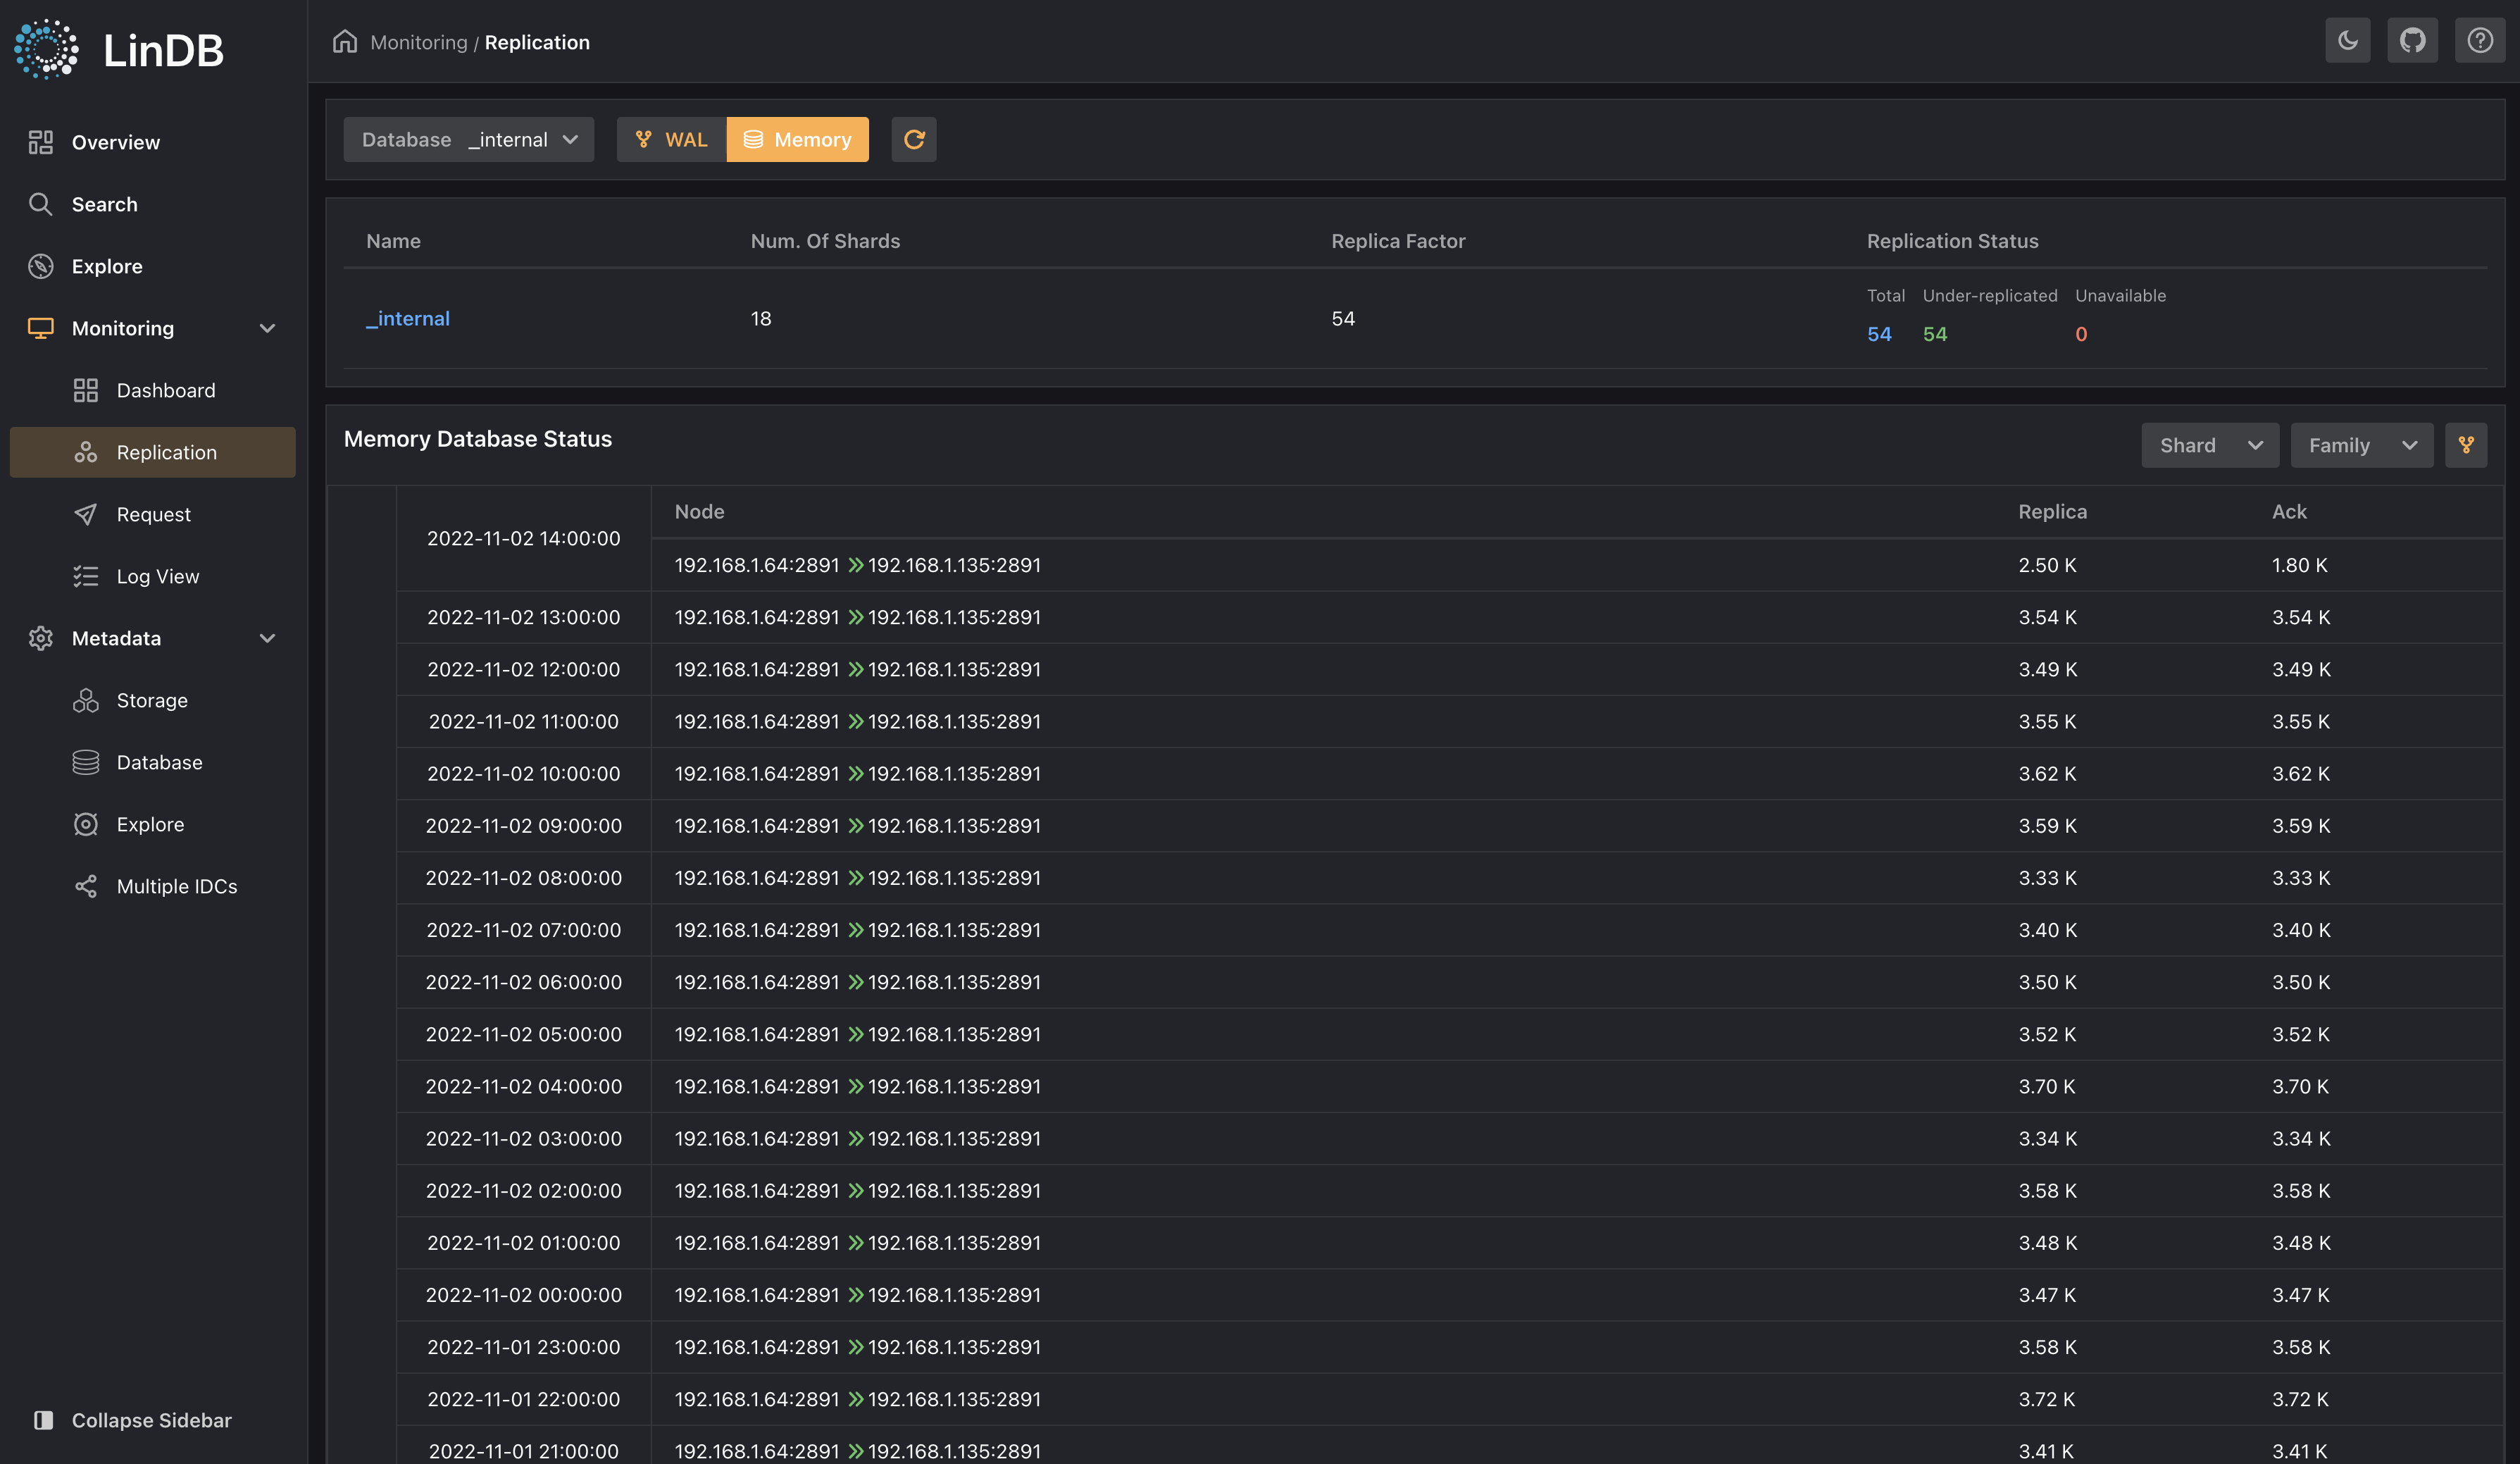 LinDB
Overview
Search
Explore
Monitoring
Dashboard
Replication
Request
Log View
Metadata
Storage
Database
Explore
Multiple IDCs
Collapse Sidebar
Monitoring / Replication
Database _internal WAL Memory
Name Num. Of Shards Replica Factor Replication Status
_internal 18 54
Total Under-replicated Unavailable
54 54 0
Memory Database Status
Shard Family
Node Replica Ack
2022-11-02 14:00:00 192.168.1.64:2891 192.168.1.135:2891 2.50 K 1.80 K
2022-11-02 13:00:00 192.168.1.64:2891 192.168.1.135:2891 3.54 K 3.54 K
2022-11-02 12:00:00 192.168.1.64:2891 192.168.1.135:2891 3.49 K 3.49 K
2022-11-02 11:00:00 192.168.1.64:2891 192.168.1.135:2891 3.55 K 3.55 K
2022-11-02 10:00:00 192.168.1.64:2891 192.168.1.135:2891 3.62 K 3.62 K
2022-11-02 09:00:00 192.168.1.64:2891 192.168.1.135:2891 3.59 K 3.59 K
2022-11-02 08:00:00 192.168.1.64:2891 192.168.1.135:2891 3.33 K 3.33 K
2022-11-02 07:00:00 192.168.1.64:2891 192.168.1.135:2891 3.40 K 3.40 K
2022-11-02 06:00:00 192.168.1.64:2891 192.168.1.135:2891 3.50 K 3.50 K
2022-11-02 05:00:00 192.168.1.64:2891 192.168.1.135:2891 3.52 K 3.52 K
2022-11-02 04:00:00 192.168.1.64:2891 192.168.1.135:2891 3.70 K 3.70 K
2022-11-02 03:00:00 192.168.1.64:2891 192.168.1.135:2891 3.34 K 3.34 K
2022-11-02 02:00:00 192.168.1.64:2891 192.168.1.135:2891 3.58 K 3.58 K
2022-11-02 01:00:00 192.168.1.64:2891 192.168.1.135:2891 3.48 K 3.48 K
2022-11-02 00:00:00 192.168.1.64:2891 192.168.1.135:2891 3.47 K 3.47 K
2022-11-01 23:00:00 192.168.1.64:2891 192.168.1.135:2891 3.58 K 3.58 K
2022-11-01 22:00:00 192.168.1.64:2891 192.168.1.135:2891 3.72 K 3.72 K
2022-11-01 21:00:00 192.168.1.64:2891 192.168.1.135:2891 3.41 K 3.41 K